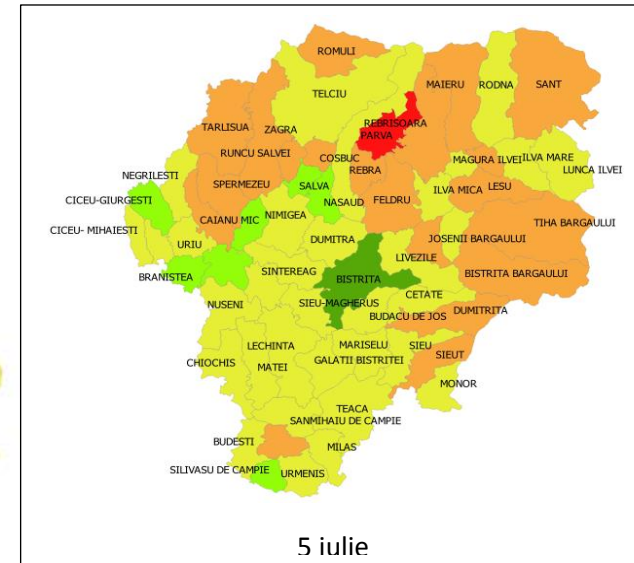 ROMULI
TELCIU
MAIERU
RODNA
SANT
TARLISUA
ZAGRA
REBRISOARA
PARVA
RUNCU SALVEI
COSBUC
REBRA
MAGURA ILVEI
ILVA MARE
LUNCA ILVEI
NEGRILESTI
SPERMEZEU
SALVA
NASAUD
FELDRU
ILVA MICA
LESU
CICEU-GIURGESTI
CAIANU MIC
NIMIGEA
TIHA BARGAULUI
CICEU- MIHAIESTI
URIU
DUMITRA
JOSENII BARGAULUI
LIVEZILE
BRANISTEA
SINTEREAG
BISTRITA
BISTRITA BARGAULUI
CETATE
NUSENI
SIEU-MAGHERUS
DUMITRITA
BUDACU DE JOS
LECHINTA
MARISELU
SIEU
CHIOCHIS
MATEI
GALATII BISTRITEI
SIEUT
MONOR
TEACA
SANMIHAIU DE CAMPIE
BUDESTI
MILAS
SILIVASU DE CAMPIE
URMENIS
5 iulie